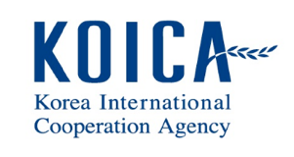 KOICA
Korea International
Cooperation Agency